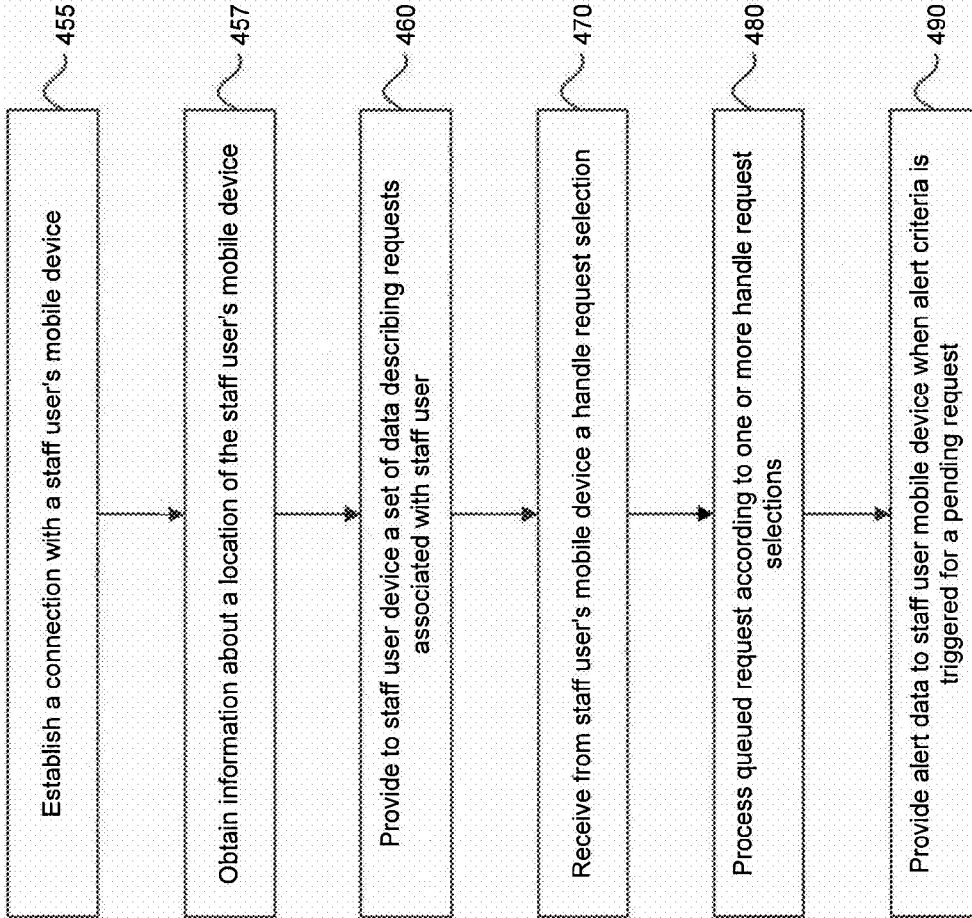 Establish a connection with a staff user's mobile device
455
Obtain information about a location of the staff user's mobile device
457
Provide to staff user device a set of data describing requests
associated with staff user
460
Receive from staff user's mobile device a handle request selection
470
Process queued request according to one or more handle request
selections
480
Provide alert data to staff user mobile device when alert criteria is
triggered for a pending request
490